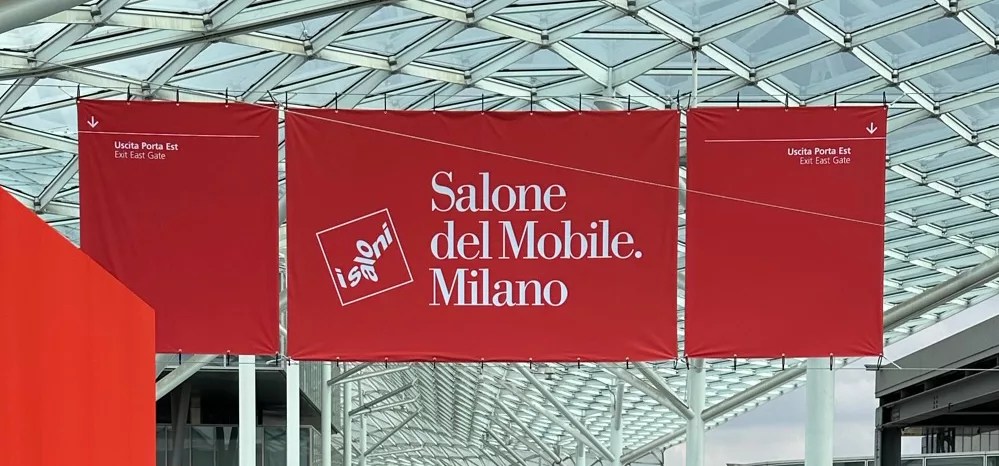 Uscita Porta Est
Exit East Gate
i saloni
Salone
del Mobile.
Milano
Uscita Porta Est
Exit East Gate